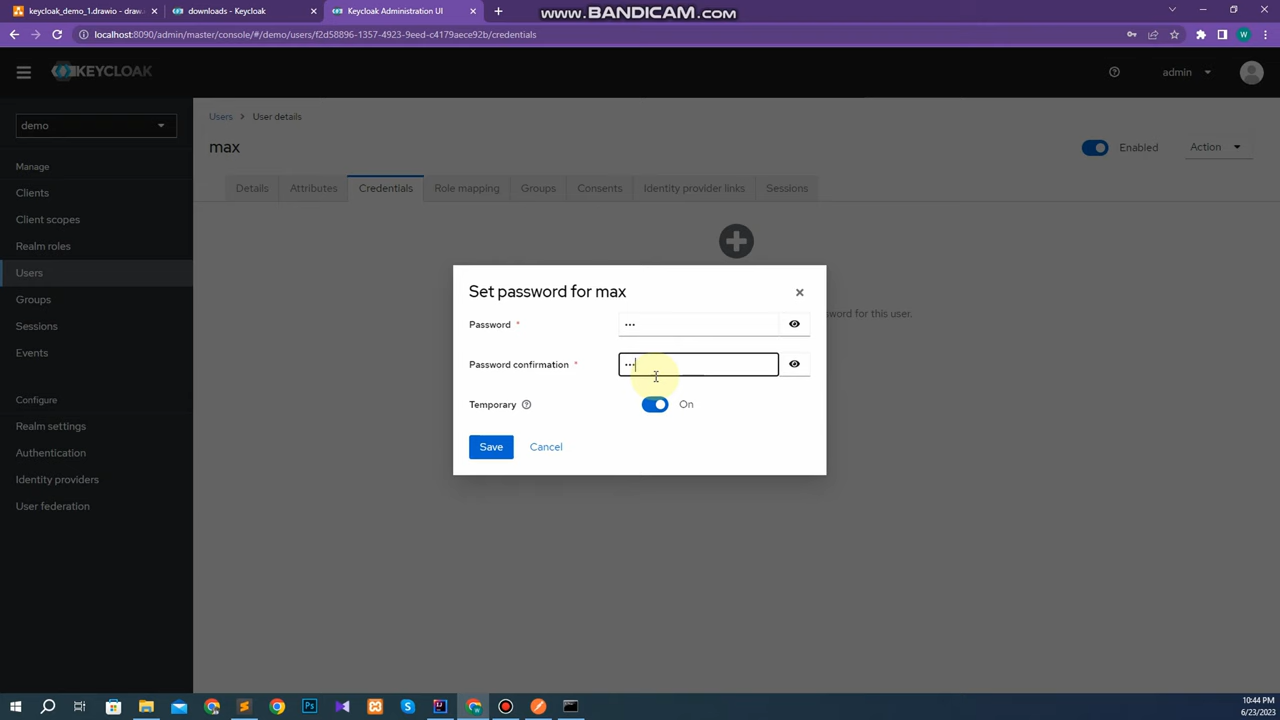 keycloak_demo_1.drawio - draw.
downloads - Keycloak
Keycloak Administration UI
WWW.BANDICAM.COM
localhost:8090/admin/master/console/#/demo/users/f2d58896-1357-4923-9eed-c4179aece92b/credentials
W
KEYCLOAK
admin
demo
Manage
Clients
Client scopes
Realm roles
Users
Groups
Sessions
Events
Configure
Realm settings
Authentication
Identity providers
User federation
Users > User details
max
Enabled
Action
Details
Attributes
Credentials
Role mapping
Groups
Consents
Identity provider links
Sessions
word for this user.
Set password for max
Password *
Password confirmation *
Temporary
On
Save
Cancel
Ps
10:44 PM
6/23/2023